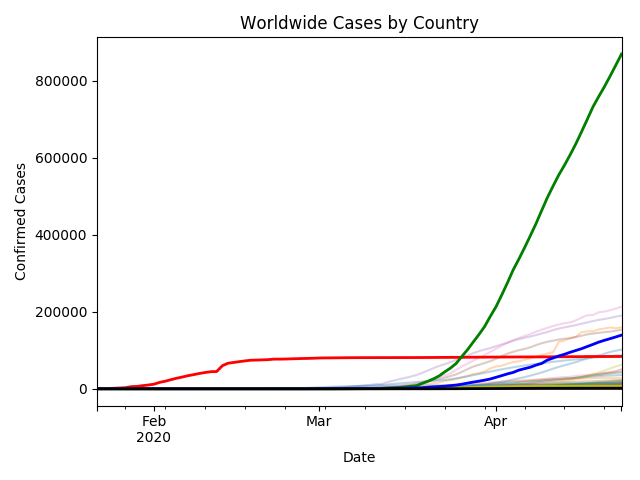 Worldwide Cases by Country
Confirmed Cases
800000
600000
400000
200000
0
Feb
2020
Mar
Apr
Date